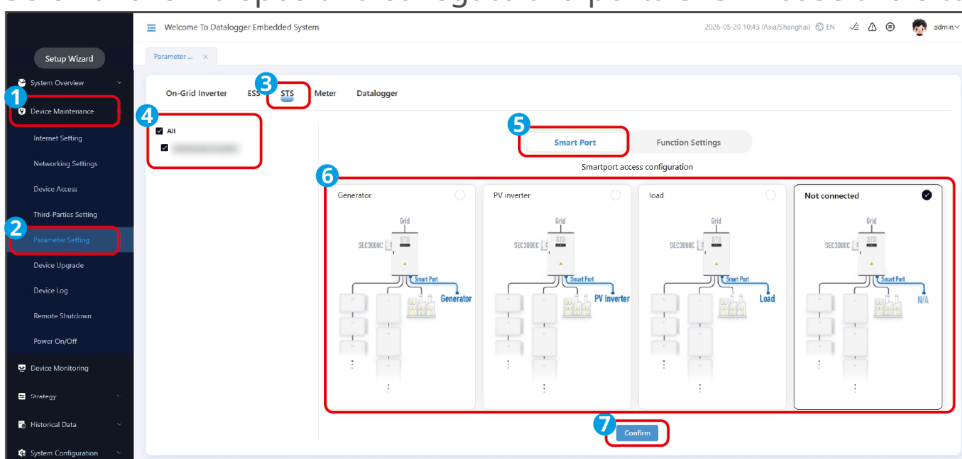 Welcome To Datalogger Embedded System
2026-05-20 10:43 (Asia/Shanghai) EN
admin
Setup Wizard
Parameter ... ×
System Overview
1
Device Maintenance
Internet Setting
Networking Settings
Device Access
Third-Parties Setting
2
Parameter Setting
Device Upgrade
Device Log
Remote Shutdown
Power On/Off
Device Monitoring
Strategy
Historical Data
System Configuration
3
On-Grid Inverter ESS STS Meter Datalogger
4
All
5
Smart Port Function Settings
Smartport access configuration
6
Generator
Grid
SEC3000C STS
Smart Port
Generator
PV inverter
Grid
SEC3000C STS
Smart Port
PV Inverter
load
Grid
SEC3000C STS
Smart Port
Load
Not connected
Grid
SEC3000C STS
Smart Port
N/A
7
Confirm